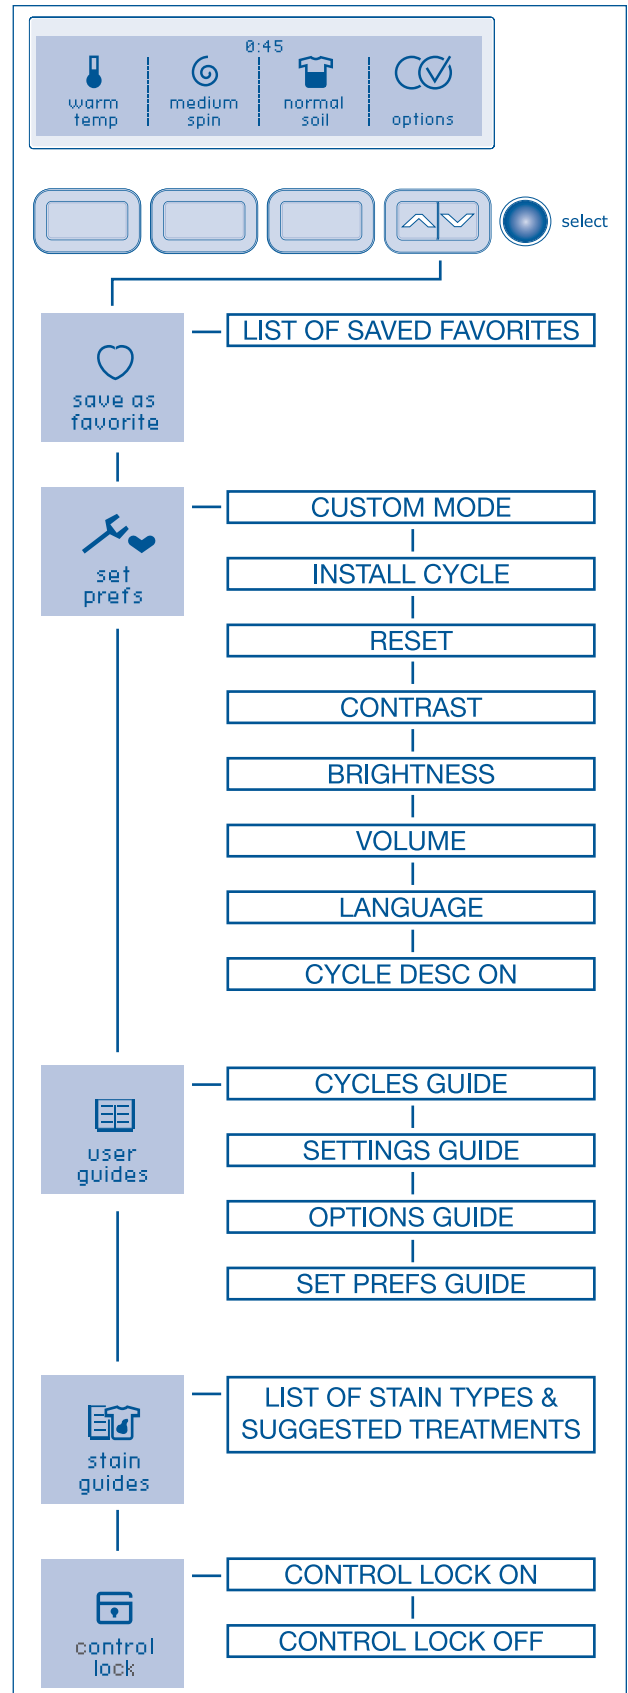 0:45
warm
temp
medium
spin
normal
soil
options
select
LIST OF SAVED FAVORITES
save as
favorite
CUSTOM MODE
set
prefs
INSTALL CYCLE
RESET
CONTRAST
BRIGHTNESS
VOLUME
LANGUAGE
CYCLE DESC ON
CYCLES GUIDE
user
guides
SETTINGS GUIDE
OPTIONS GUIDE
SET PREFS GUIDE
LIST OF STAIN TYPES &
SUGGESTED TREATMENTS
stain
guides
CONTROL LOCK ON
control
lock
CONTROL LOCK OFF